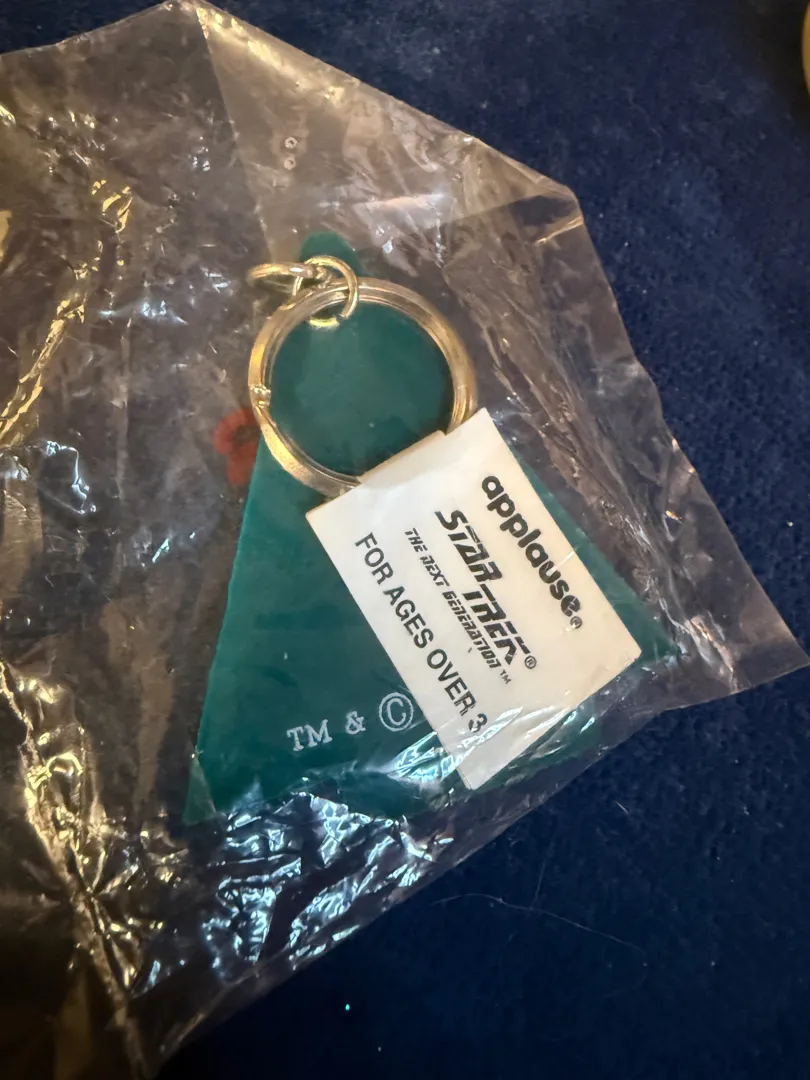 applause®
STAR TREK®
THE NEXT GENERATION™
FOR AGES OVER 3
TM & ©